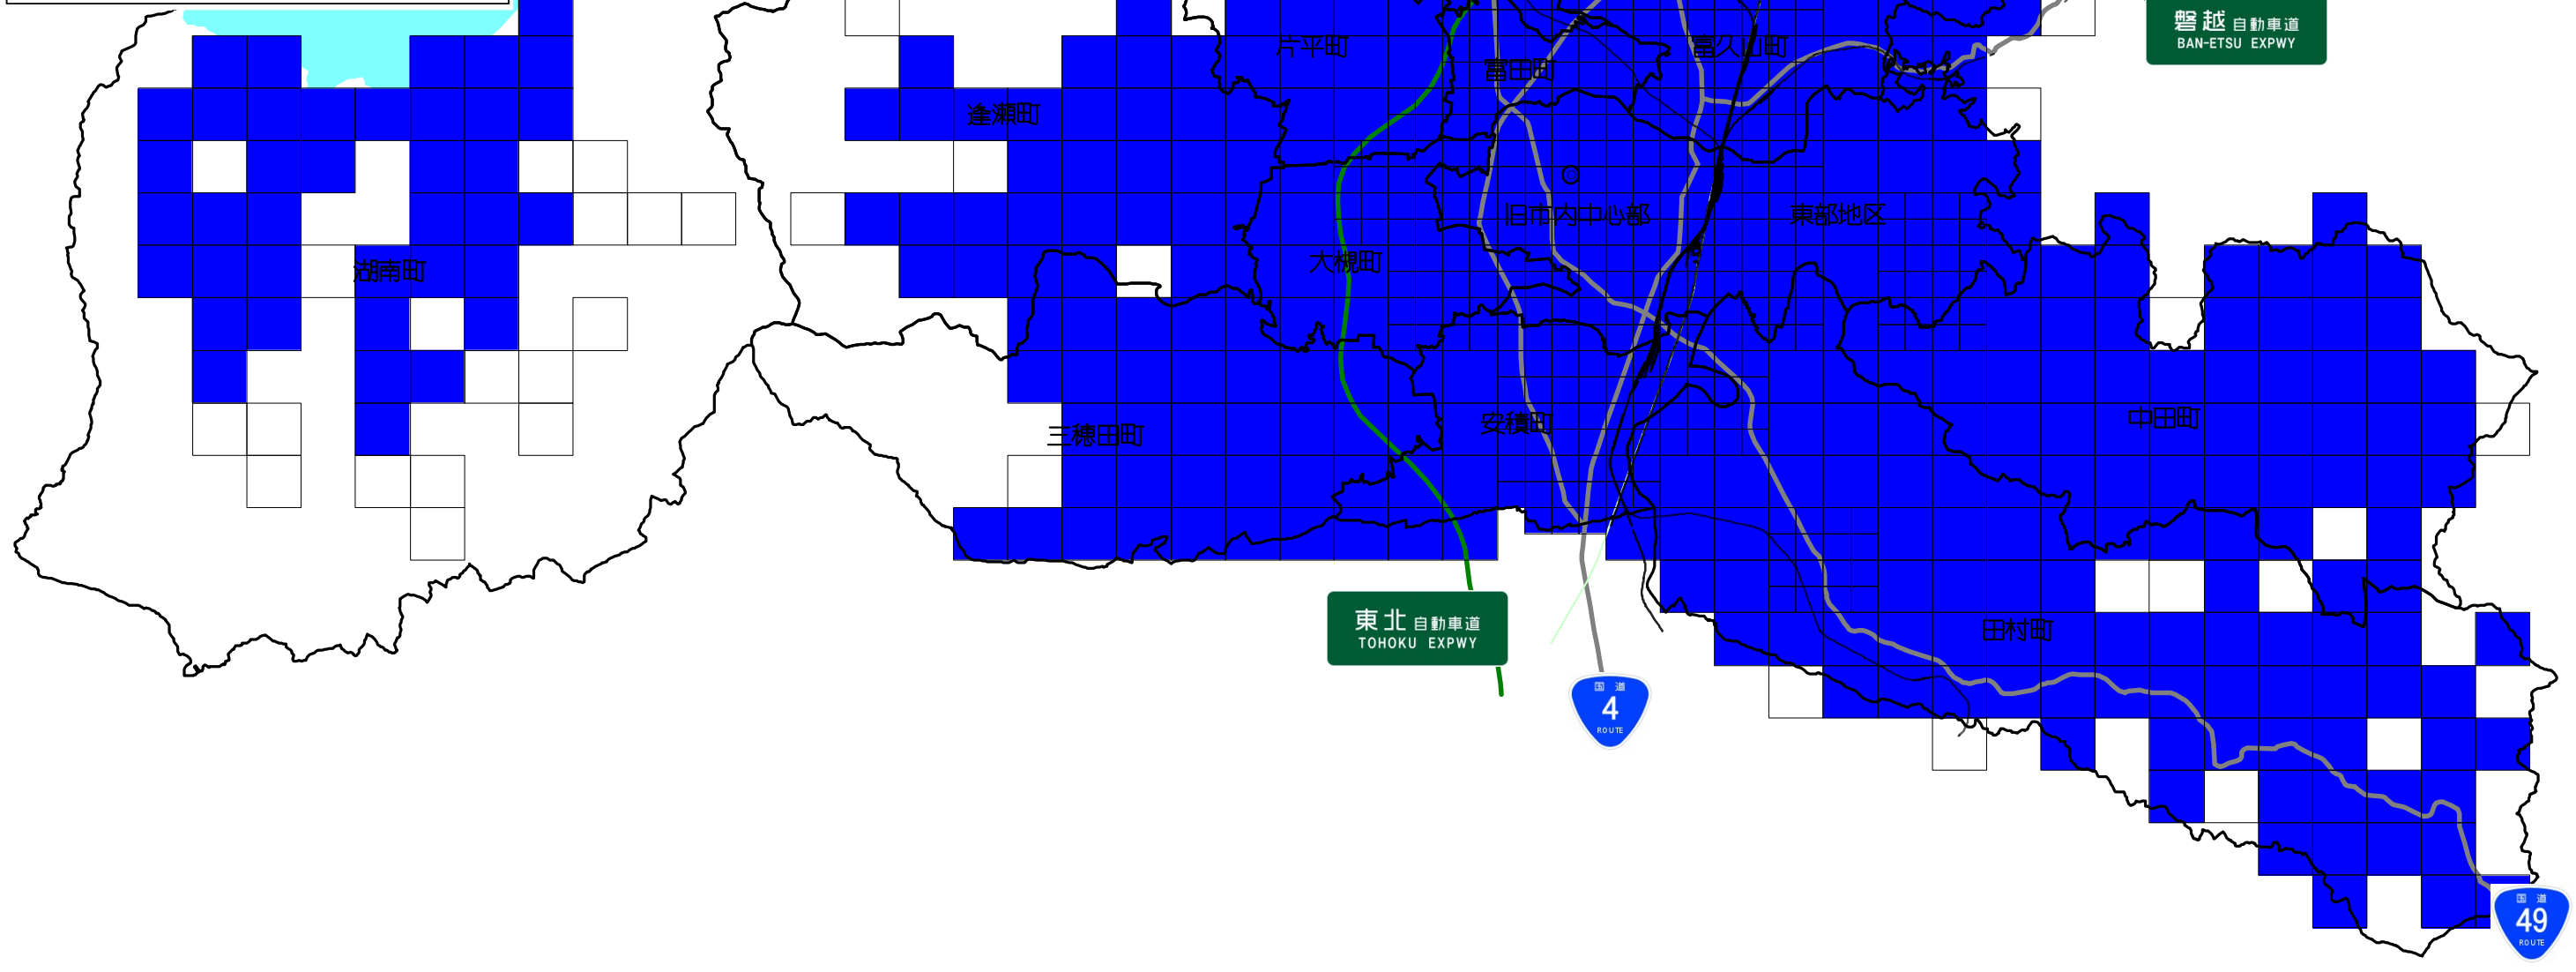 磐越自動車道
BAN-ETSU EXPWY
片平町
富久山町
富田町
逢瀬町
旧市内中心部
東部地区
大槻町
湖南町
中田町
安積町
三穂田町
東北自動車道
TOHOKU EXPWY
田村町
国道
4
ROUTE
国道
49
ROUTE